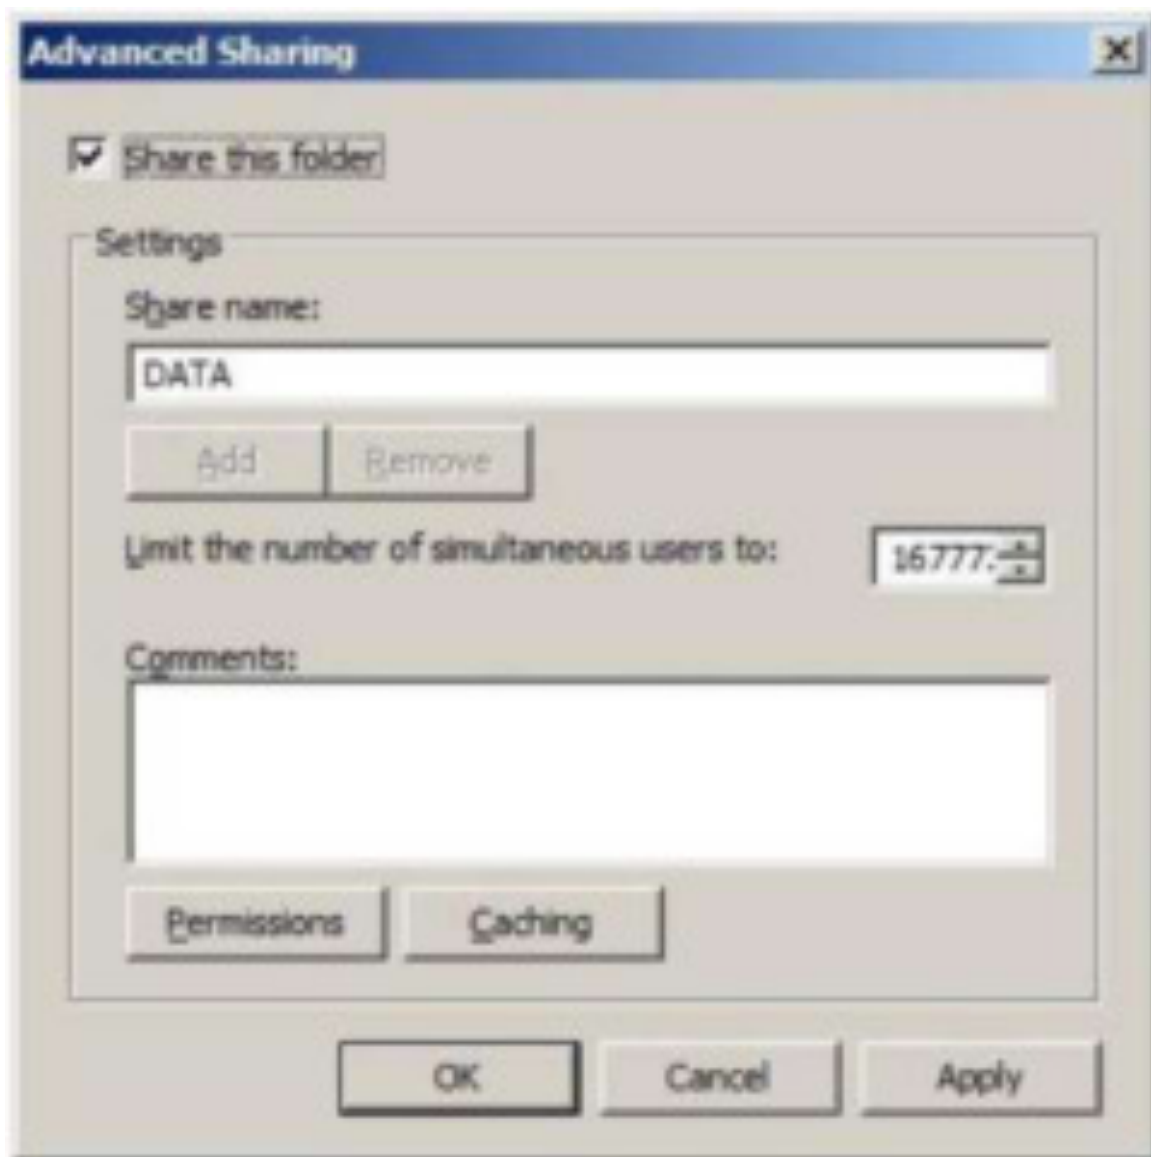 Advanced Sharing
Share this folder
Settings
Share name:
DATA
Add Remove
Limit the number of simultaneous users to:
16777
Comments:
Permissions Caching
OK Cancel Apply